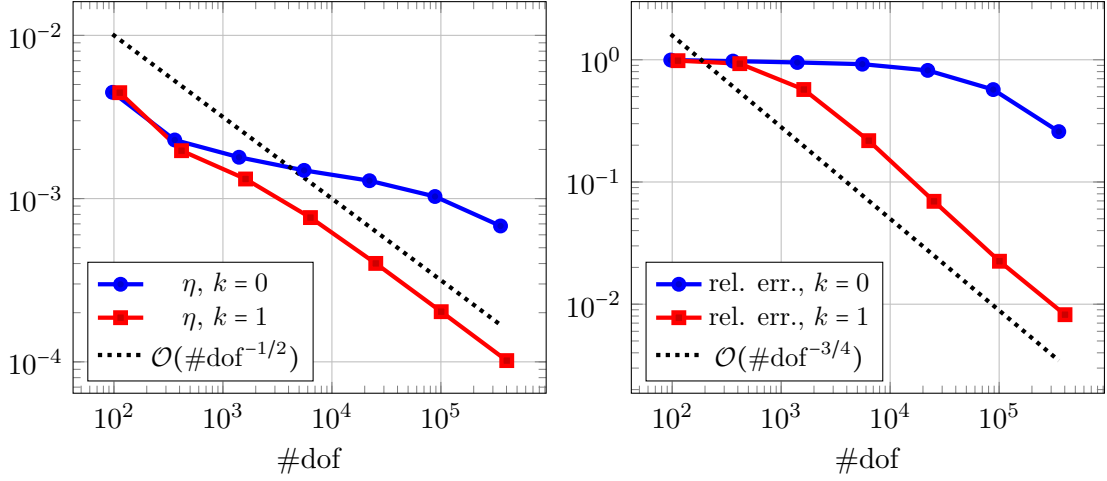 10^{-2}
10^{-3}
10^{-4}
η, k = 0
η, k = 1
𝒪(#dof^{-1/2})
10^2
10^3
10^4
10^5
#dof
10^0
10^{-1}
10^{-2}
rel. err., k = 0
rel. err., k = 1
𝒪(#dof^{-3/4})
10^2
10^3
10^4
10^5
#dof